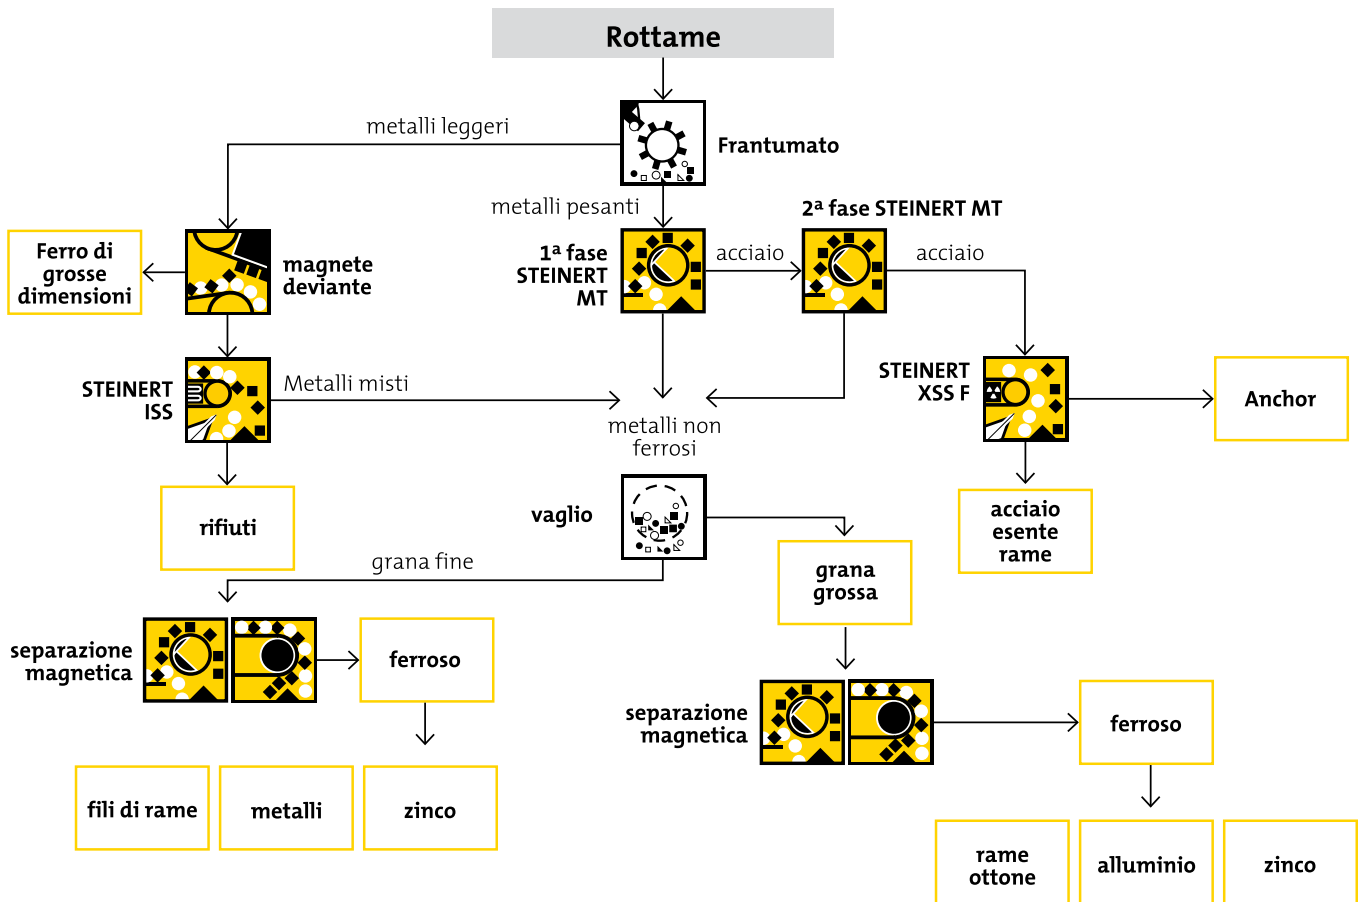 Rottame
metalli leggeri
Frantumato
metalli pesanti
2ª fase STEINERT MT
Ferro di
grosse
dimensioni
magnete
deviante
1ª fase
STEINERT
MT
acciaio
acciaio
STEINERT
ISS
Metalli misti
STEINERT
XSS F
Anchor
metalli non
ferrosi
rifiuti
vaglio
acciaio
esente
rame
grana fine
grana
grossa
separazione
magnetica
ferroso
separazione
magnetica
ferroso
fili di rame
metalli
zinco
rame
ottone
alluminio
zinco